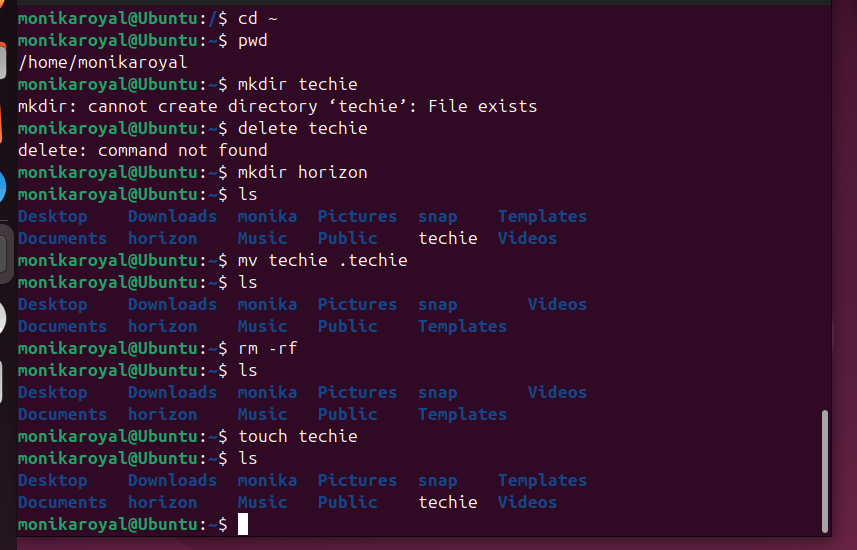 monikaroyal@Ubuntu:/$ cd ~
monikaroyal@Ubuntu:~$ pwd
/home/monikaroyal
monikaroyal@Ubuntu:~$ mkdir techie
mkdir: cannot create directory ‘techie’: File exists
monikaroyal@Ubuntu:~$ delete techie
delete: command not found
monikaroyal@Ubuntu:~$ mkdir horizon
monikaroyal@Ubuntu:~$ ls
Desktop    Downloads  monika  Pictures  snap    Templates
Documents  horizon    Music   Public    techie  Videos
monikaroyal@Ubuntu:~$ mv techie .techie
monikaroyal@Ubuntu:~$ ls
Desktop    Downloads  monika  Pictures  snap       Videos
Documents  horizon    Music   Public    Templates
monikaroyal@Ubuntu:~$ rm -rf
monikaroyal@Ubuntu:~$ ls
Desktop    Downloads  monika  Pictures  snap       Videos
Documents  horizon    Music   Public    Templates
monikaroyal@Ubuntu:~$ touch techie
monikaroyal@Ubuntu:~$ ls
Desktop    Downloads  monika  Pictures  snap    Templates
Documents  horizon    Music   Public    techie  Videos
monikaroyal@Ubuntu:~$